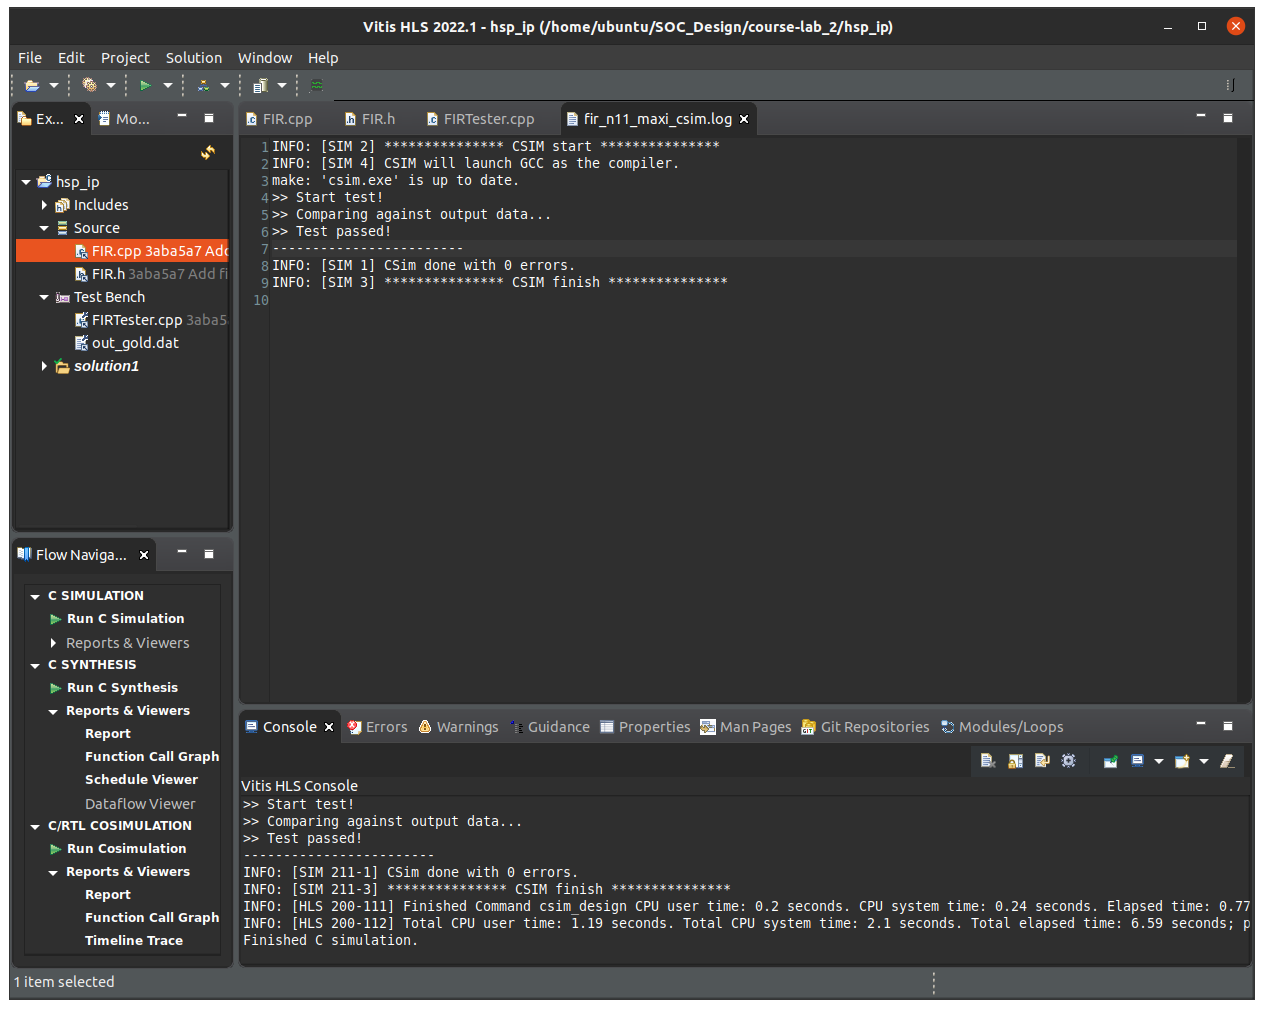 Vitis HLS 2022.1 - hsp_ip (/home/ubuntu/SOC_Design/course-lab_2/hsp_ip)
File Edit Project Solution Window Help
Ex...
Mo...
hsp_ip
Includes
Source
FIR.cpp 3aba5a7 Add
FIR.h 3aba5a7 Add fi
Test Bench
FIRTester.cpp 3aba5
out_gold.dat
solution1
FIR.cpp FIR.h FIRTester.cpp fir_n11_maxi_csim.log
1 INFO: [SIM 2] *************** CSIM start ***************
2 INFO: [SIM 4] CSIM will launch GCC as the compiler.
3 make: 'csim.exe' is up to date.
4 >> Start test!
5 >> Comparing against output data...
6 >> Test passed!
7 ------------------------
8 INFO: [SIM 1] CSim done with 0 errors.
9 INFO: [SIM 3] *************** CSIM finish ***************
10
Flow Naviga...
C SIMULATION
Run C Simulation
Reports & Viewers
C SYNTHESIS
Run C Synthesis
Reports & Viewers
Report
Function Call Graph
Schedule Viewer
Dataflow Viewer
C/RTL COSIMULATION
Run Cosimulation
Reports & Viewers
Report
Function Call Graph
Timeline Trace
Console Errors Warnings Guidance Properties Man Pages Git Repositories Modules/Loops
Vitis HLS Console
>> Start test!
>> Comparing against output data...
>> Test passed!
------------------------
INFO: [SIM 211-1] CSim done with 0 errors.
INFO: [SIM 211-3] *************** CSIM finish ***************
INFO: [HLS 200-111] Finished Command csim_design CPU user time: 0.2 seconds. CPU system time: 0.24 seconds. Elapsed time: 0.77
INFO: [HLS 200-112] Total CPU user time: 1.19 seconds. Total CPU system time: 2.1 seconds. Total elapsed time: 6.59 seconds; p
Finished C simulation.
1 item selected